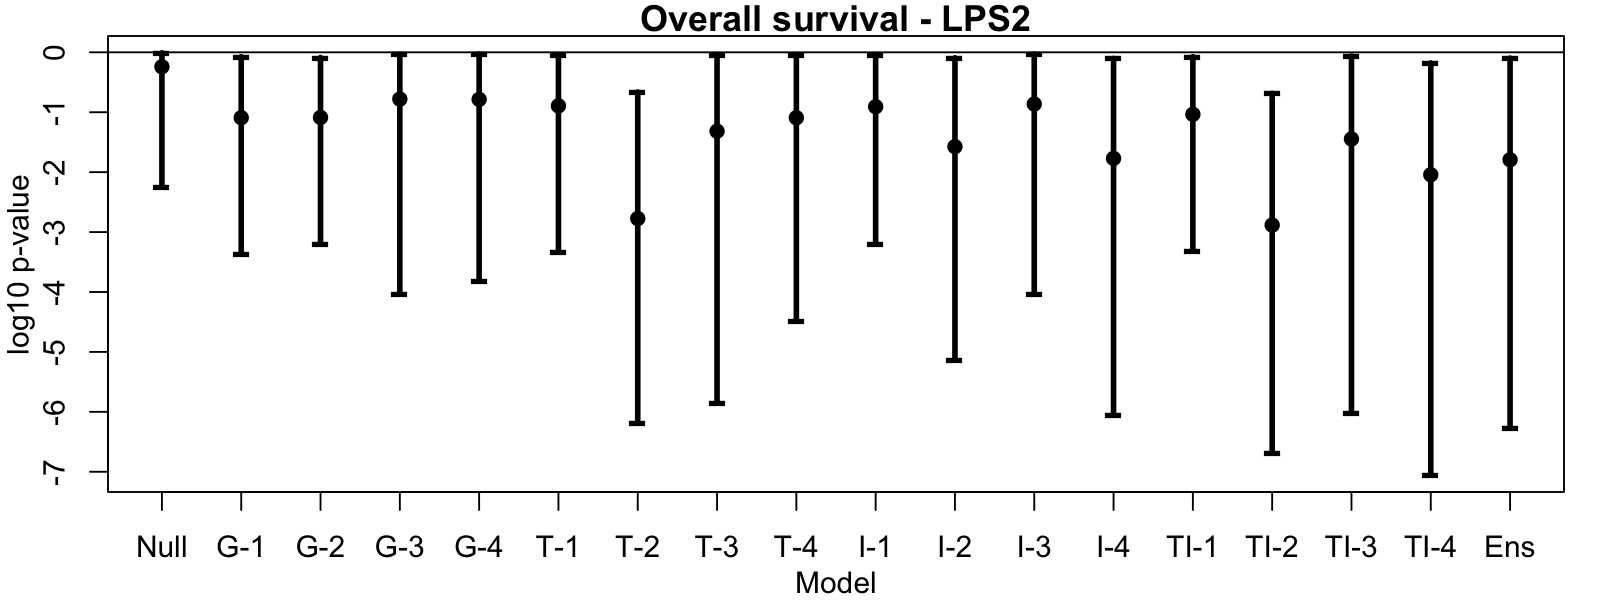 Overall survival - LPS2
log10 p-value
0
-1
-2
-3
-4
-5
-6
-7
Null G-1 G-2 G-3 G-4 T-1 T-2 T-3 T-4 I-1 I-2 I-3 I-4 TI-1 TI-2 TI-3 TI-4 Ens
Model